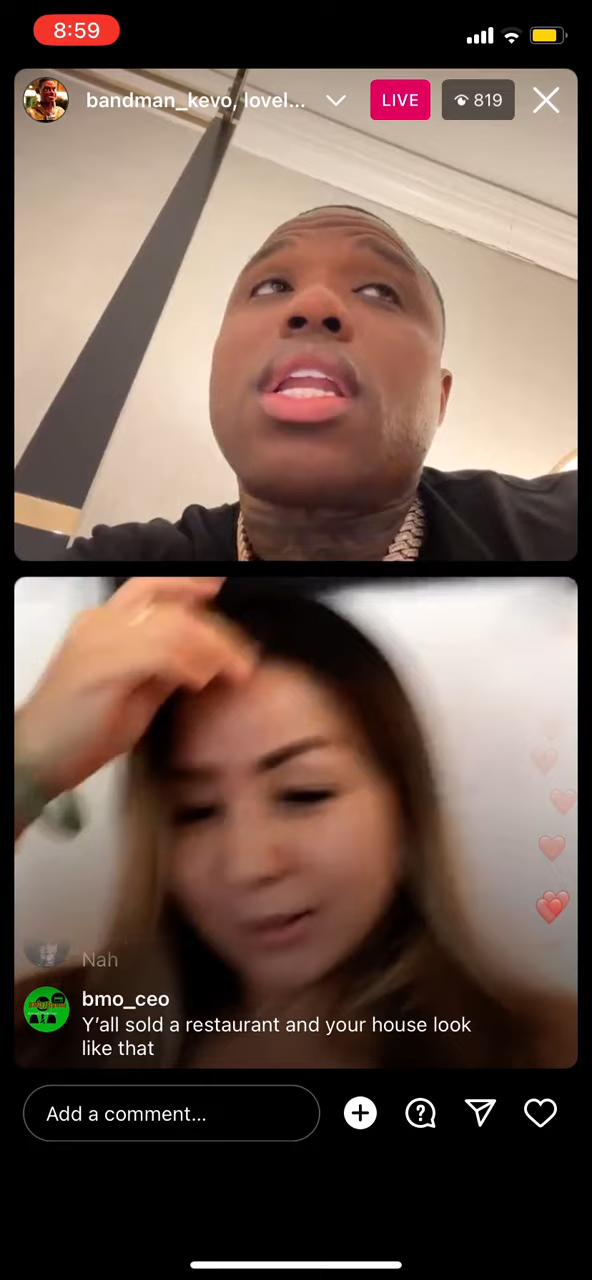 8:59
bandman_kevo, lovel...
LIVE
819
Nah
bmo_ceo
Y'all sold a restaurant and your house look
like that
Add a comment...